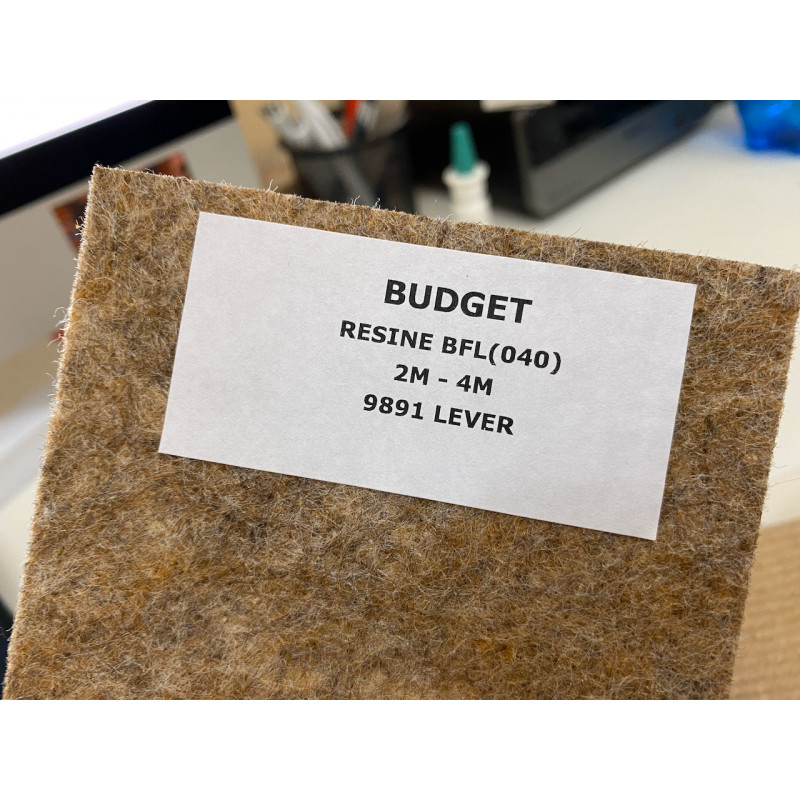 BUDGET
RESINE BFL(040)
2M - 4M
9891 LEVER